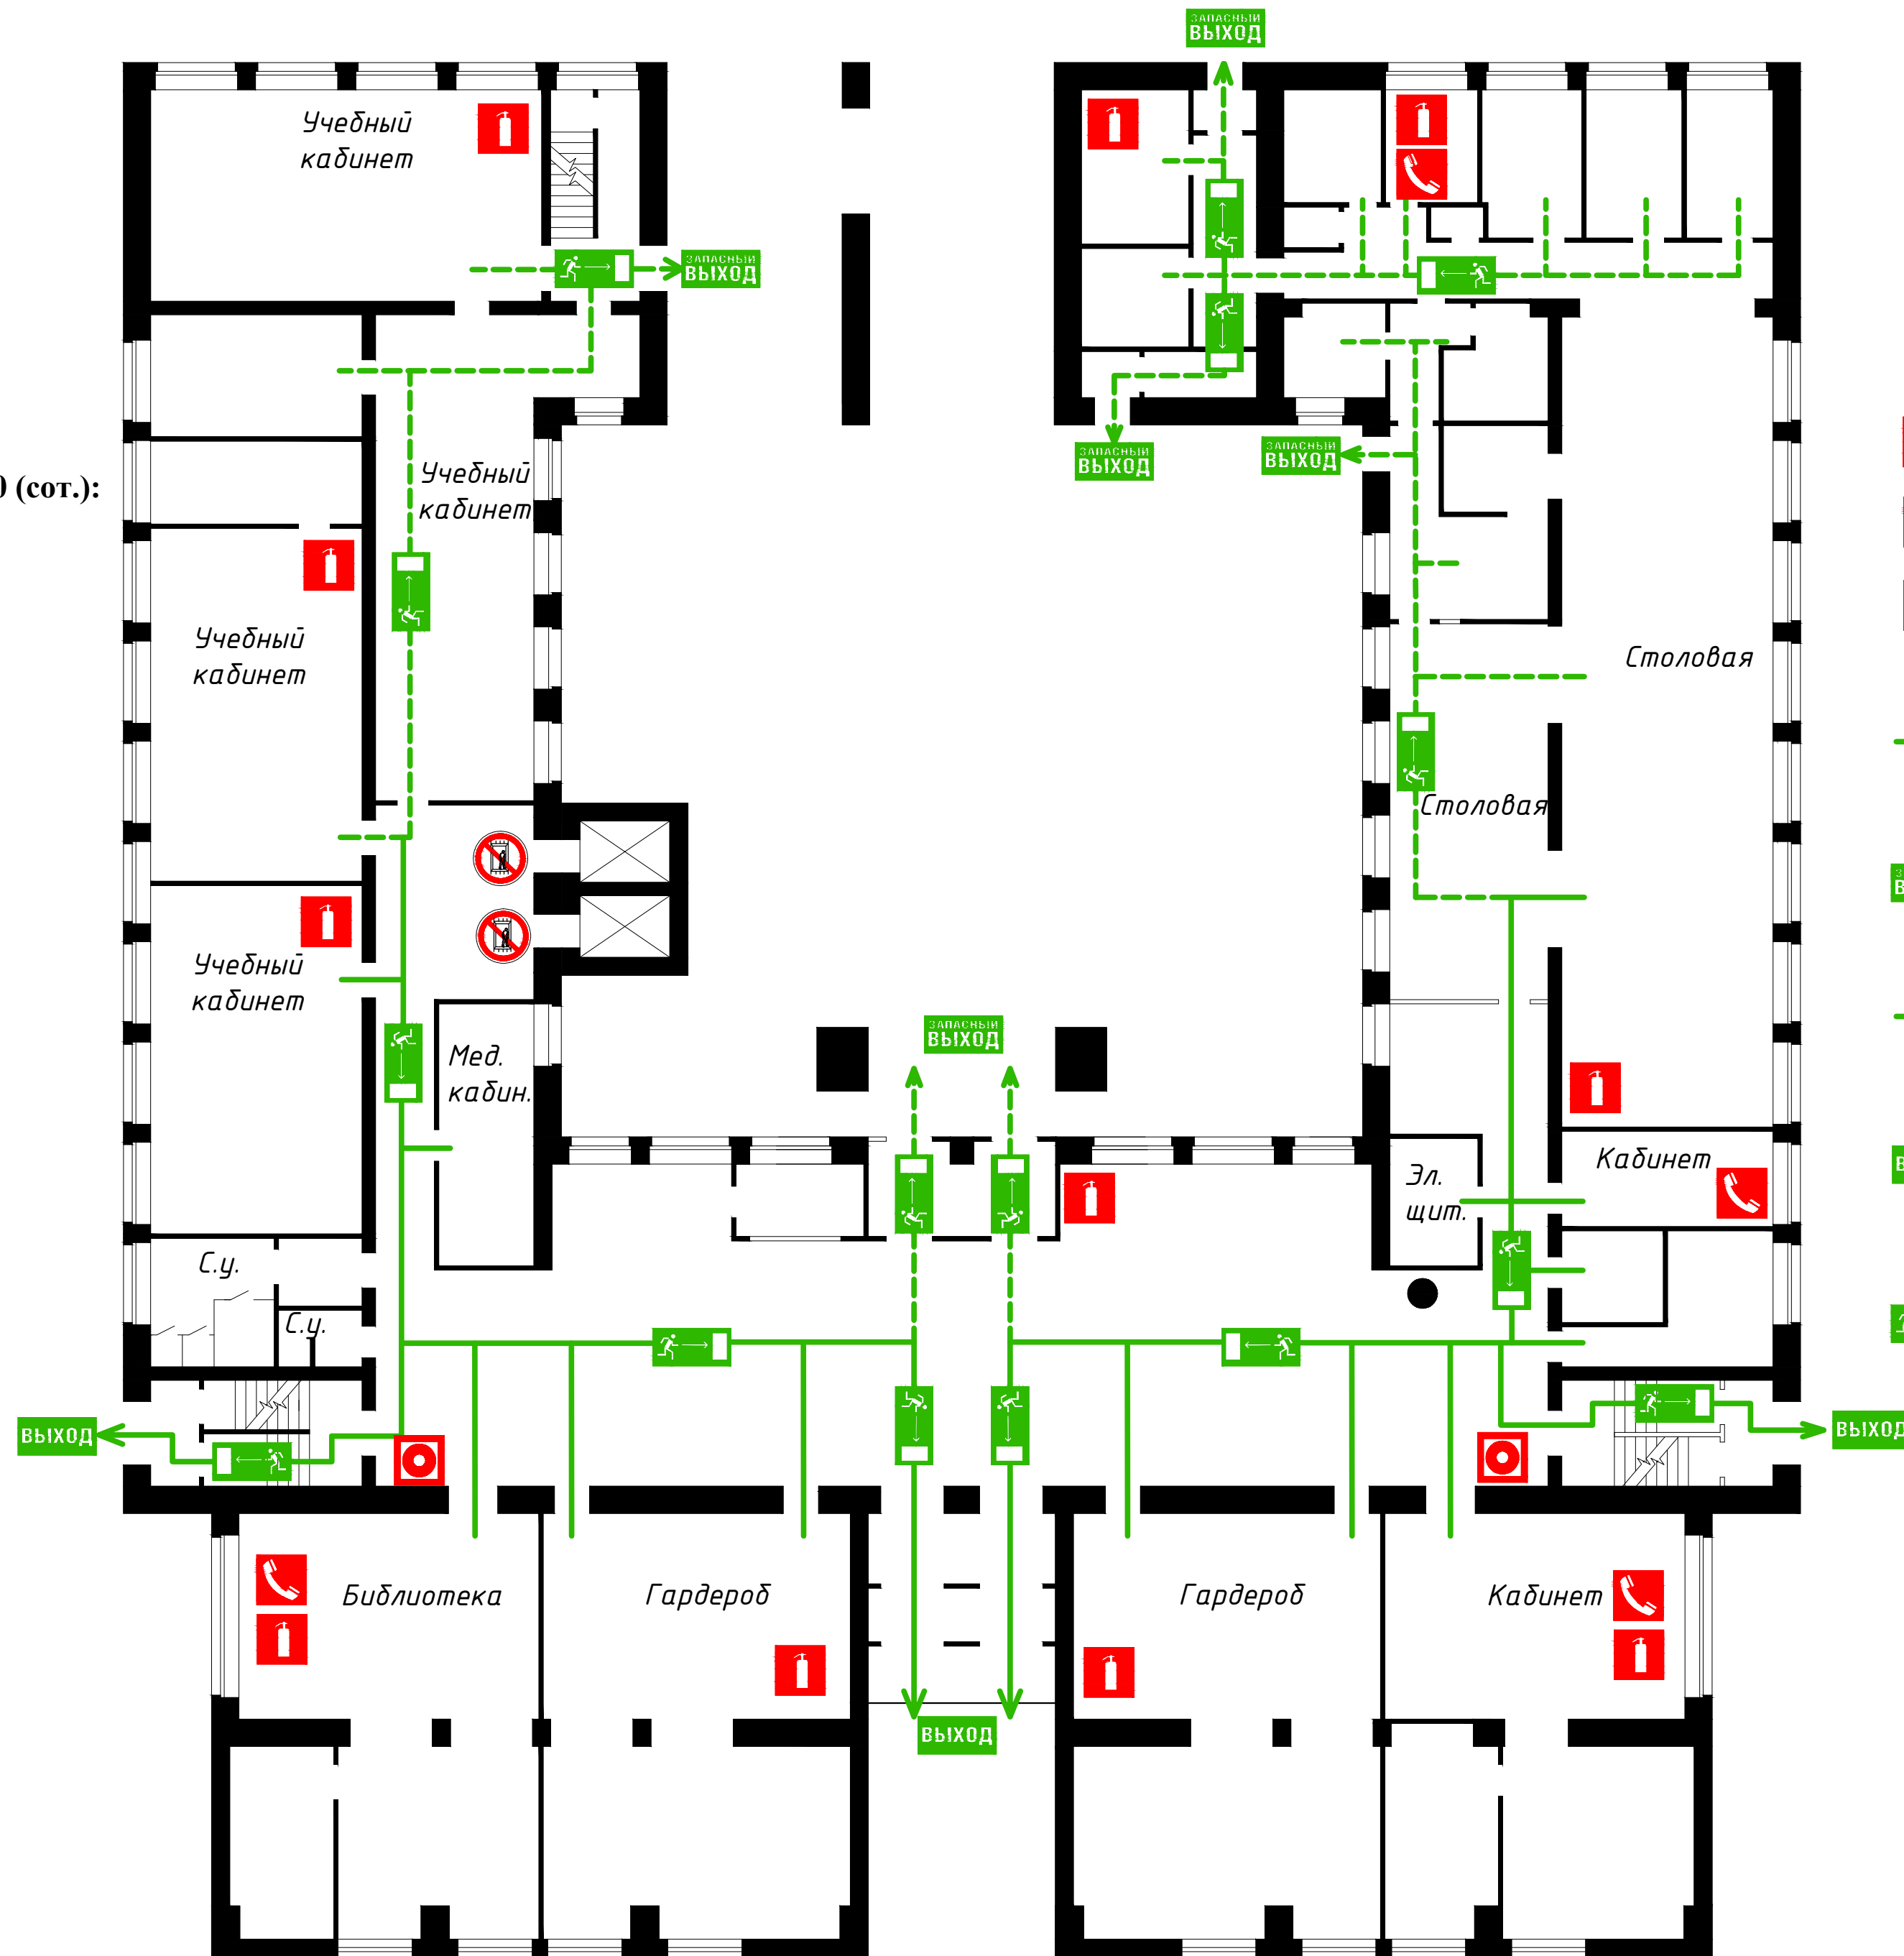 ЗАПАСНЫЙ
ВЫХОД
Учебный
кабинет
ЗАПАСНЫЙ
ВЫХОД
ЗАПАСНЫЙ
ВЫХОД
ЗАПАСНЫЙ
ВЫХОД
0 (сот.):
Учебный
кабинет
Учебный
кабинет
Столовая
Столовая
Учебный
кабинет
Мед.
кабин.
ЗАПАСНЫЙ
ВЫХОД
Кабинет
Эл.
щит.
С.у.
С.у.
ВЫХОД
ВЫХОД
Библиотека
Гардероб
Гардероб
Кабинет
ВЫХОД